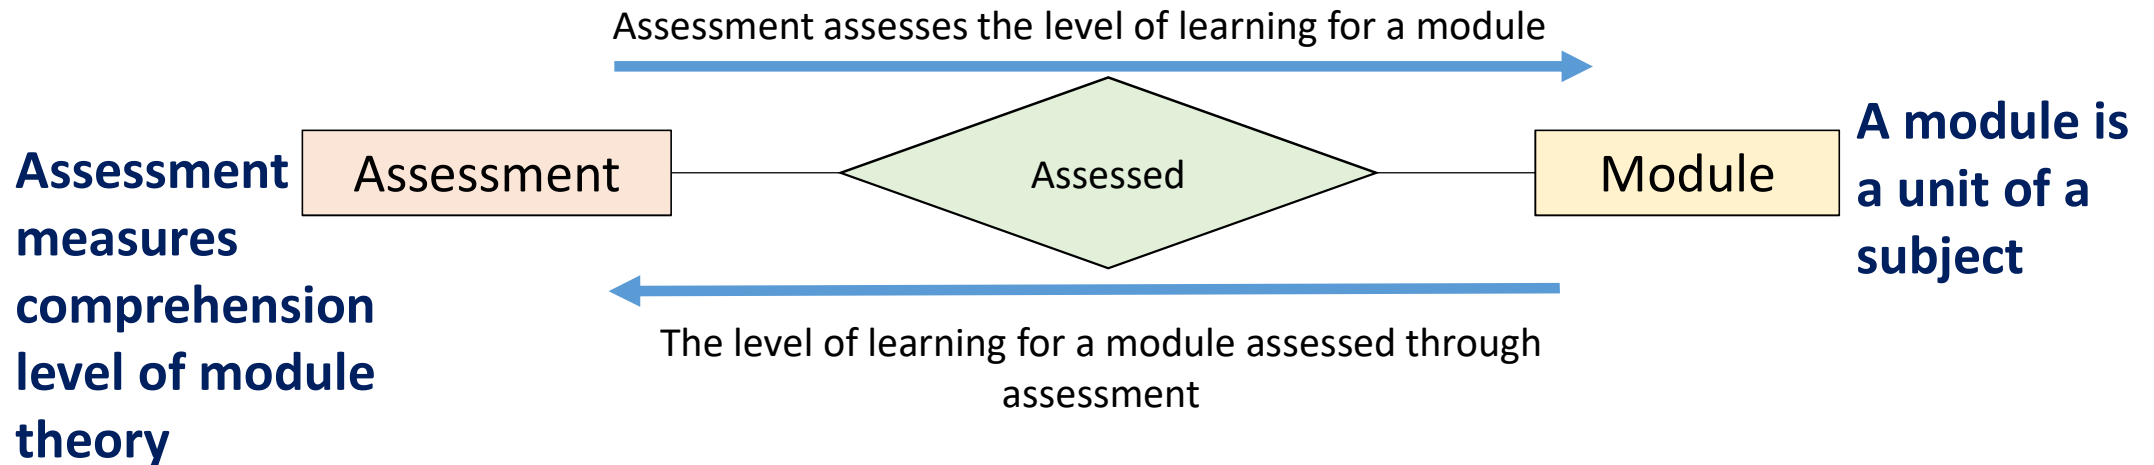 Assessment assesses the level of learning for a module
Assessment
measures
comprehension
level of module
theory
Assessment
Assessed
Module
A module is
a unit of a
subject
The level of learning for a module assessed through
assessment